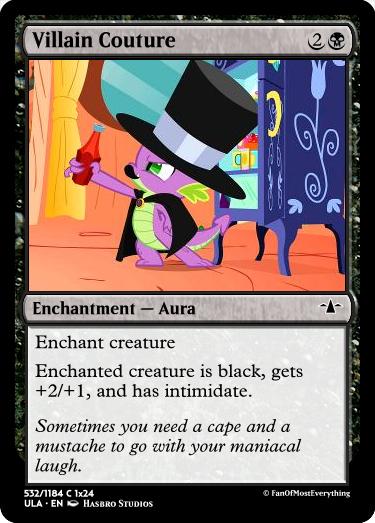 Villain Couture 2
Enchantment — Aura
Enchant creature
Enchanted creature is black, gets
+2/+1, and has intimidate.
Sometimes you need a cape and a
mustache to go with your maniacal
laugh.
532/1184 C 1x24
ULA • EN Hasbro Studios
© FanOfMostEverything